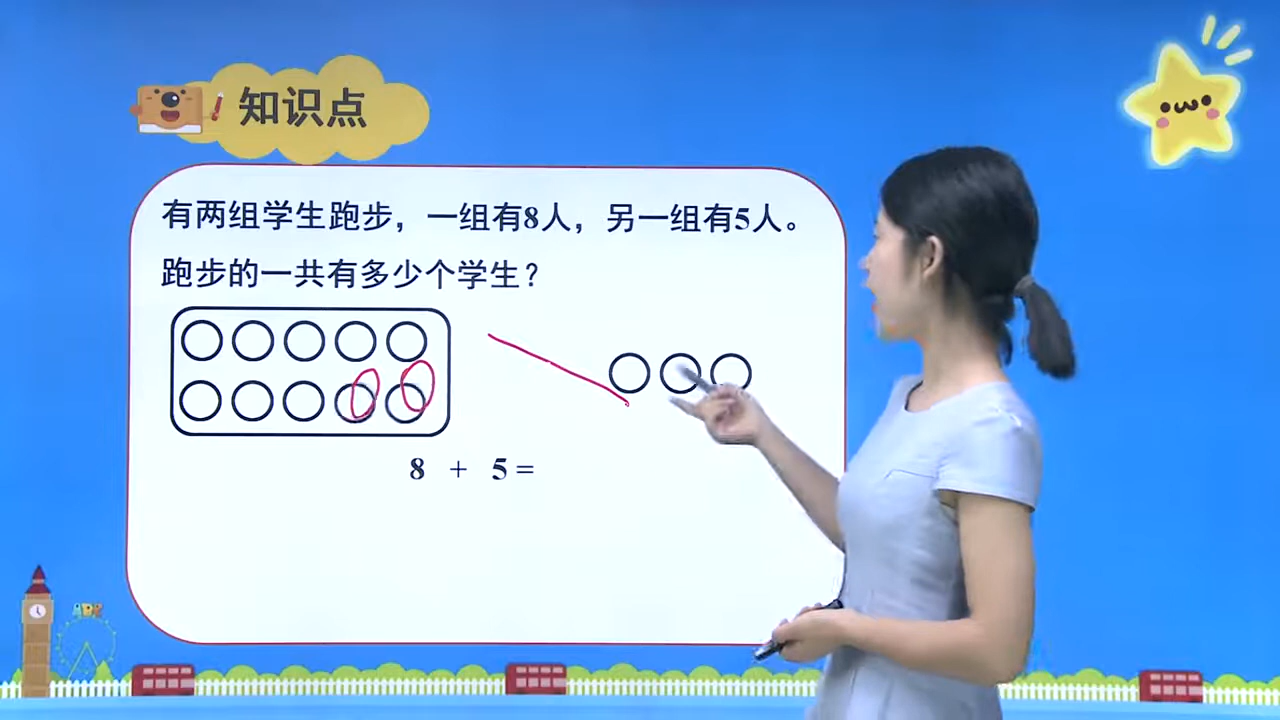 知识点
有两组学生跑步，一组有8人，另一组有5人。
跑步的一共有多少个学生？
8 + 5 =